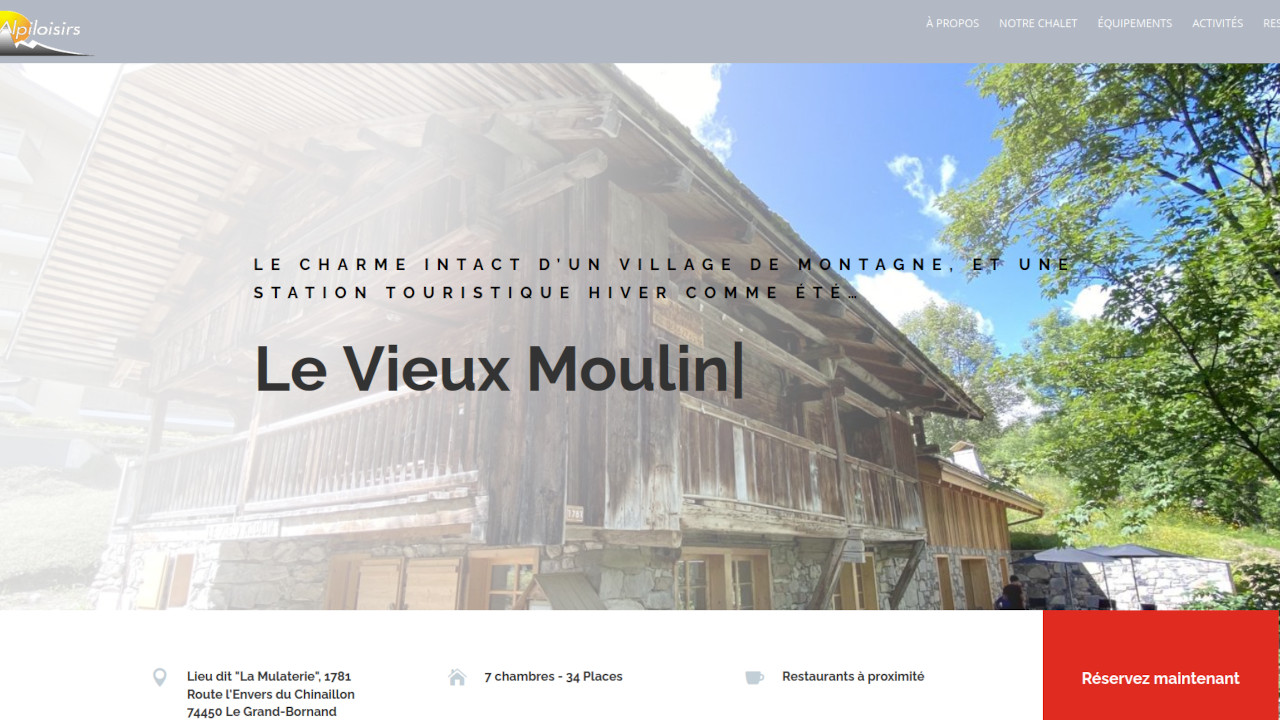 Alpiloisirs
À PROPOS NOTRE CHALET ÉQUIPEMENTS ACTIVITÉS RES
LE CHARME INTACT D'UN VILLAGE DE MONTAGNE, ET UNE
STATION TOURISTIQUE HIVER COMME ÉTÉ…
Le Vieux Moulin
1781
Lieu dit "La Mulaterie", 1781
Route l'Envers du Chinaillon
74450 Le Grand-Bornand
7 chambres - 34 Places
Restaurants à proximité
Réservez maintenant